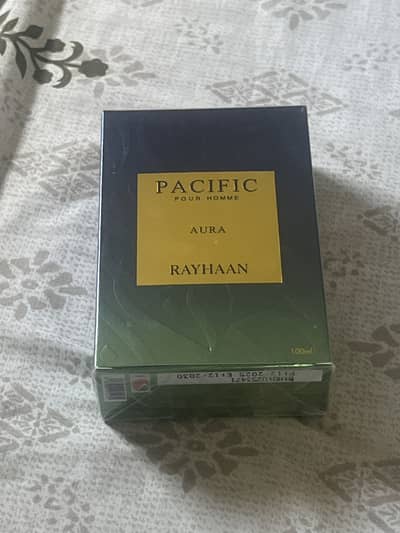 PACIFIC
POUR HOMME
AURA
RAYHAAN
100ml